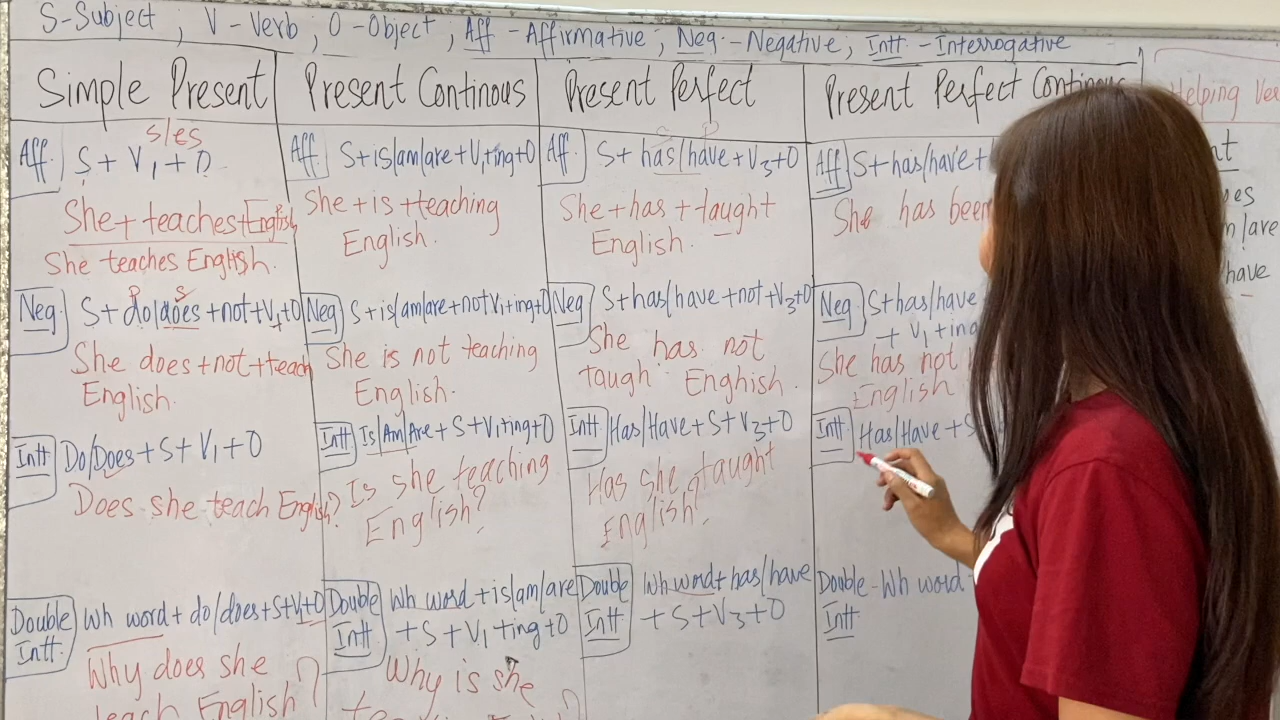 S-Subject , V-Verb, O-Object, Aff -Affirmative, Neg.-Negative, Intt -Interrogative
Simple Present
s/es
Aff. S + V1 + O
She + teaches + English
She teaches English.
P S
Neg. S + do/does + not + V1 + O
She does + not + teach
English.
Intt Do/Does + S + V1 + O
Does she teach English?
Double Wh word + do/does + S + V1 + O
Intt.
Why does she
teach English ?
Present Continous
Aff. S + is/am/are + V1+ing + O
She + is + teaching
English.
Neg S + is/am/are + not V1+ing + O
She is not teaching
English.
Intt Is/Am/Are + S + V1+ing + O
Is she teaching
English?
Double Wh word + is/am/are
Intt + S + V1 + ing + O
Why is she
?
Present Perfect
S P
Aff. S + has/have + V3 + O
She + has + taught
English.
Neg S + has/have + not + V3 + O
She has not
taugh Enghish.
Intt Has/Have + S + V3 + O
Has she taught
English?
Double Wh word + has/have
Intt + S + V3 + O
Present Perfect Continous
Aff S + has/have +
She has been
Neg S + has/have
+ V1 + ing
She has not
English
Intt Has/Have + S
Double - Wh word
Intt
Helping
are
have